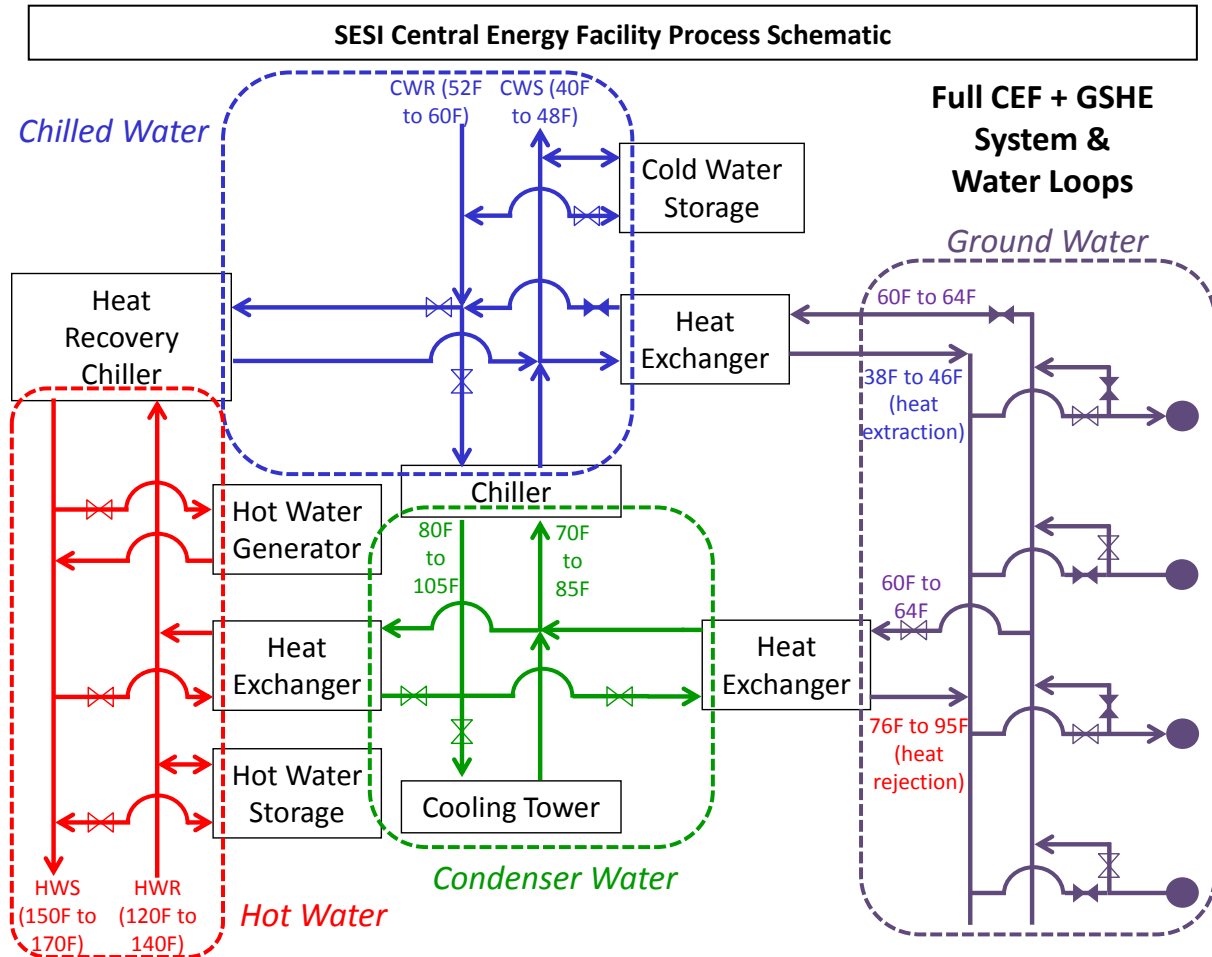 SESI Central Energy Facility Process Schematic
CWR (52F
to 60F)
CWS (40F
to 48F)
Full CEF + GSHE
System &
Water Loops
Chilled Water
Cold Water
Storage
Ground Water
Heat
Recovery
Chiller
Heat
Exchanger
60F to 64F
38F to 46F
(heat
extraction)
Chiller
Hot Water
Generator
80F
to
105F
70F
to
85F
60F to
64F
Heat
Exchanger
Heat
Exchanger
76F to 95F
(heat
rejection)
Hot Water
Storage
Cooling Tower
Condenser Water
HWS
(150F to
170F)
HWR
(120F to
140F)
Hot Water